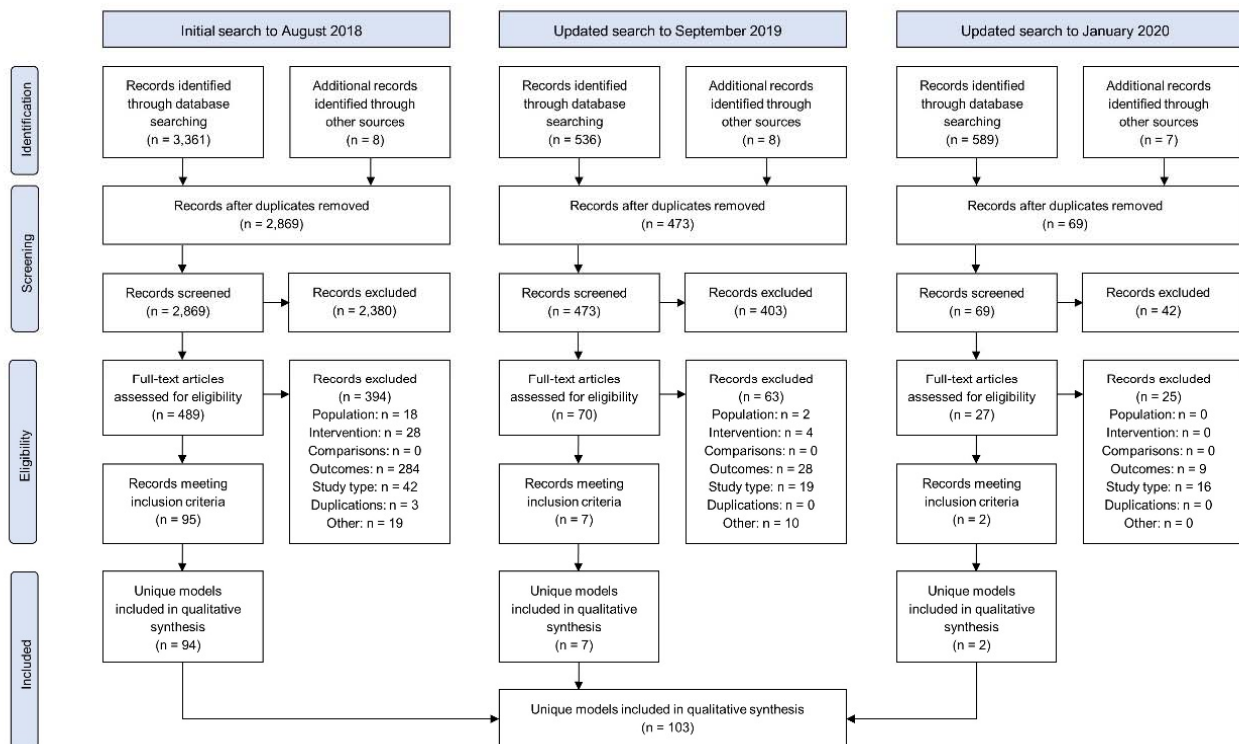 Initial search to August 2018
Updated search to September 2019
Updated search to January 2020
Identification
Records identified
through database
searching
(n = 3,361)
Additional records
identified through
other sources
(n = 8)
Records identified
through database
searching
(n = 536)
Additional records
identified through
other sources
(n = 8)
Records identified
through database
searching
(n = 589)
Additional records
identified through
other sources
(n = 7)
Screening
Records after duplicates removed
(n = 2,869)
Records after duplicates removed
(n = 473)
Records after duplicates removed
(n = 69)
Records screened
(n = 2,869)
Records excluded
(n = 2,380)
Records screened
(n = 473)
Records excluded
(n = 403)
Records screened
(n = 69)
Records excluded
(n = 42)
Eligibility
Full-text articles
assessed for eligibility
(n = 489)
Records excluded
(n = 394)
Population: n = 18
Intervention: n = 28
Comparisons: n = 0
Outcomes: n = 284
Study type: n = 42
Duplications: n = 3
Other: n = 19
Full-text articles
assessed for eligibility
(n = 70)
Records excluded
(n = 63)
Population: n = 2
Intervention: n = 4
Comparisons: n = 0
Outcomes: n = 28
Study type: n = 19
Duplications: n = 0
Other: n = 10
Full-text articles
assessed for eligibility
(n = 27)
Records excluded
(n = 25)
Population: n = 0
Intervention: n = 0
Comparisons: n = 0
Outcomes: n = 9
Study type: n = 16
Duplications: n = 0
Other: n = 0
Records meeting
inclusion criteria
(n = 95)
Records meeting
inclusion criteria
(n = 7)
Records meeting
inclusion criteria
(n = 2)
Included
Unique models
included in qualitative
synthesis
(n = 94)
Unique models
included in qualitative
synthesis
(n = 7)
Unique models
included in qualitative
synthesis
(n = 2)
Unique models included in qualitative synthesis
(n = 103)